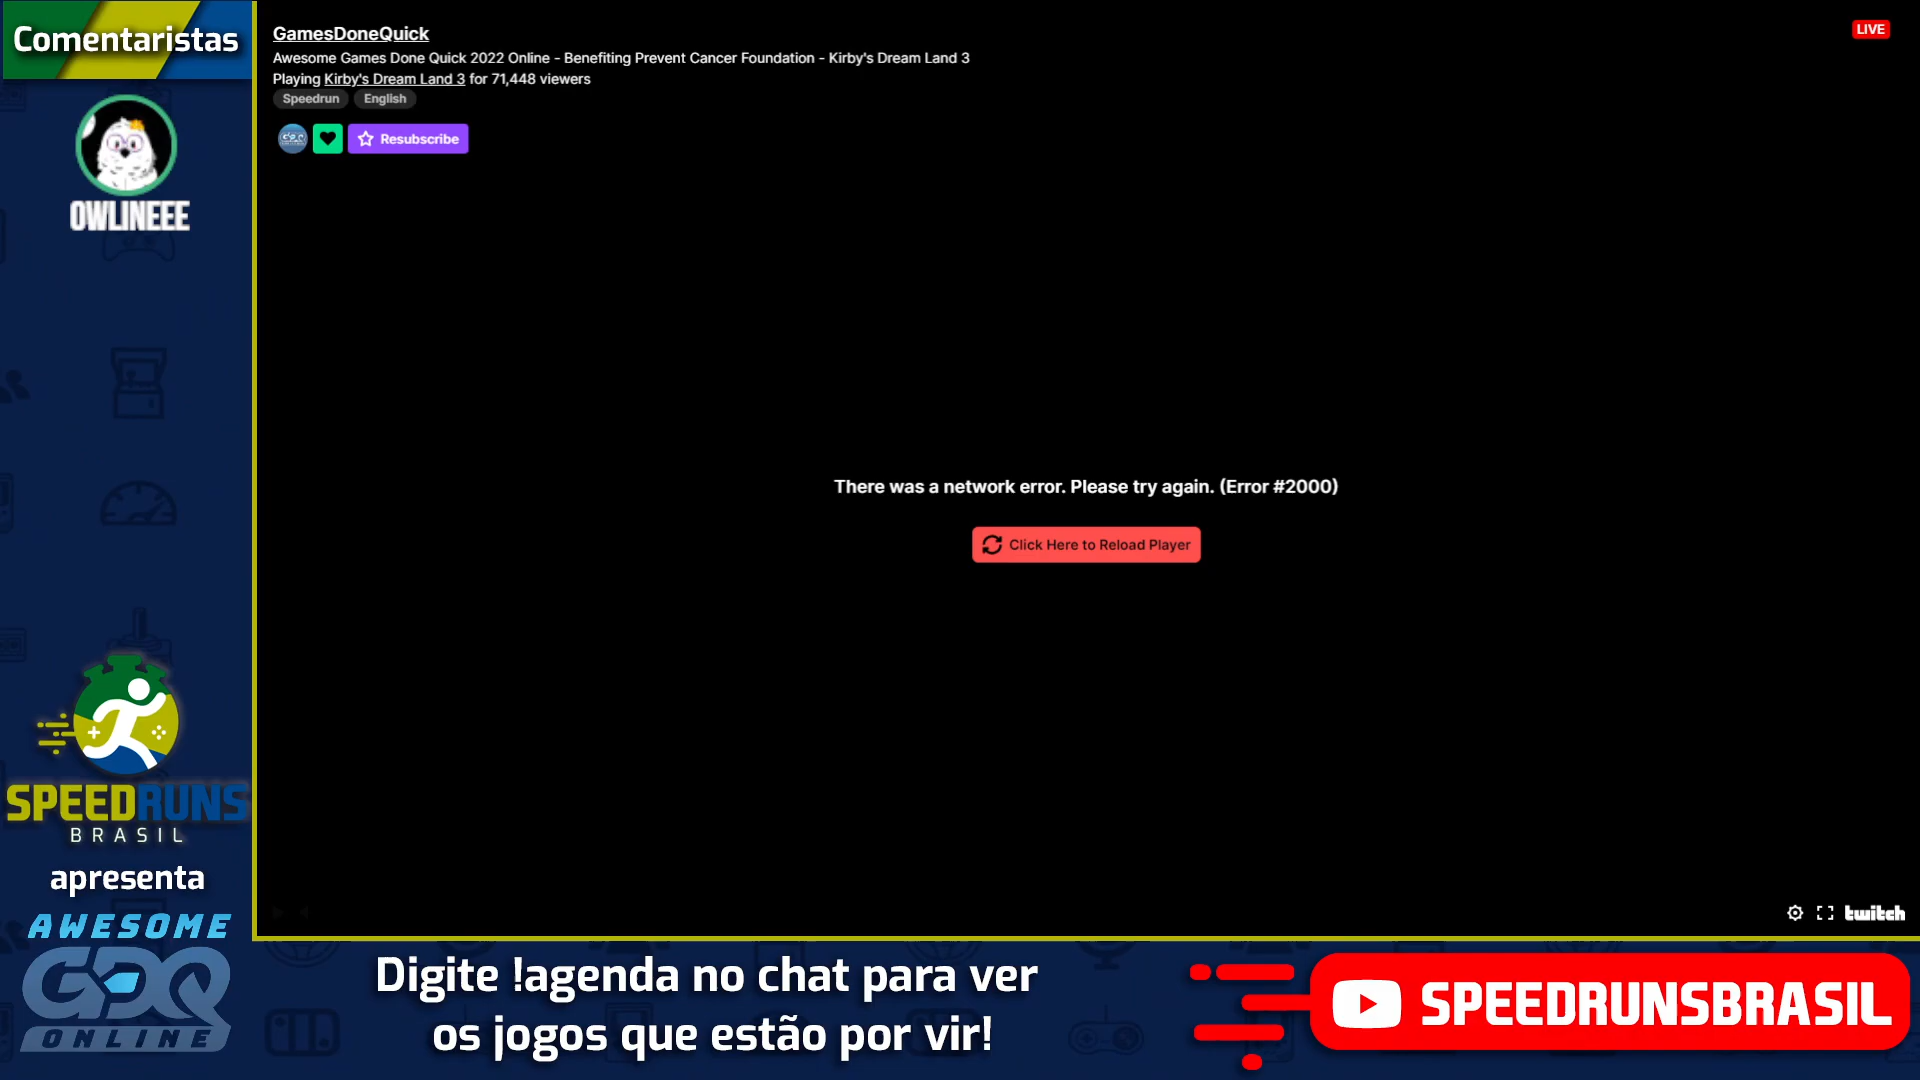 Comentaristas
OWLINEEE
GamesDoneQuick
Awesome Games Done Quick 2022 Online - Benefiting Prevent Cancer Foundation - Kirby's Dream Land 3
Playing Kirby's Dream Land 3 for 71,448 viewers
Speedrun English
GDQ Resubscribe
LIVE
There was a network error. Please try again. (Error #2000)
Click Here to Reload Player
twitch
SPEEDRUNS
BRASIL
apresenta
AWESOME
GDQ
ONLINE
Digite !agenda no chat para ver
os jogos que estão por vir!
SPEEDRUNSBRASIL